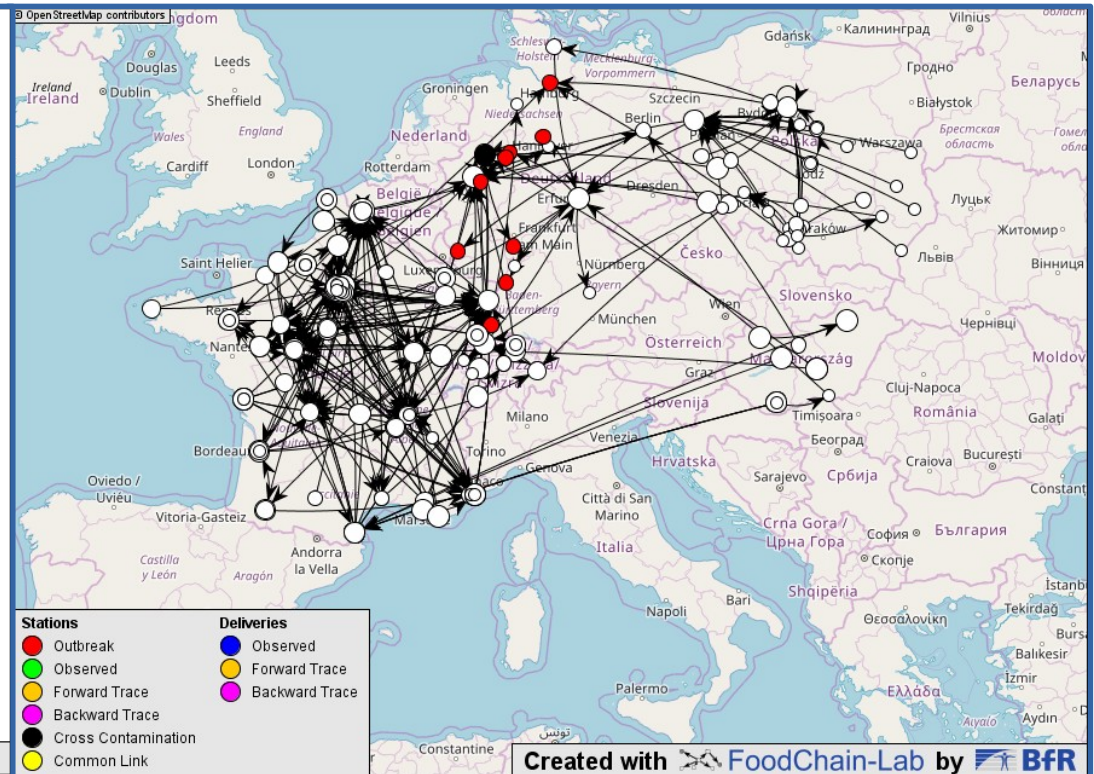 © OpenStreetMap contributors
Vilnius
Gdańsk
Калининград
Douglas
Leeds
Groningen
Гродно
Ireland
Ireland
Dublin
Sheffield
Hamburg
Mecklenburg-
Vorpommern
Szczecin
Беларусь
Białystok
Wales
England
Nederland
Niedersachsen
Berlin
Polska
Warszawa
Брестская
Cardiff
London
Rotterdam
Hannover
Deutschland
Łódź
België /
Belgique /
Belgien
Erfurt
Dresden
Луцьк
Житомир
Frankfurt
am Main
Kraków
Львів
Вінниця
Saint Helier
Luxembourg
Nürnberg
Bayern
Česko
Rennes
Baden-
Württemberg
München
Wien
Slovensko
Чернівці
Nantes
Österreich
Magyarország
Moldova
Graz
Cluj-Napoca
Milano
Slovenija
Timișoara
România
Galați
Bordeaux
Torino
Venezia
Београд
Monaco
Genova
Hrvatska
Craiova
București
Oviedo /
Uviéu
Sarajevo
Србија
Vitoria-Gasteiz
Marseille
Città di San
Marino
Crna Gora /
Црна Гора
София
България
Andorra
la Vella
Italia
Скопје
Castilla
y León
Aragón
Shqipëria
Napoli
Bari
Θεσσαλονίκη
Tekirdağ
Balıkesir
İzmir
Palermo
Ελλάδα
Αιγαίο
Aydın
Constantine
تونس
Stations
Deliveries
Outbreak
Observed
Observed
Forward Trace
Forward Trace
Backward Trace
Backward Trace
Cross Contamination
Common Link
Created with FoodChain-Lab by BfR